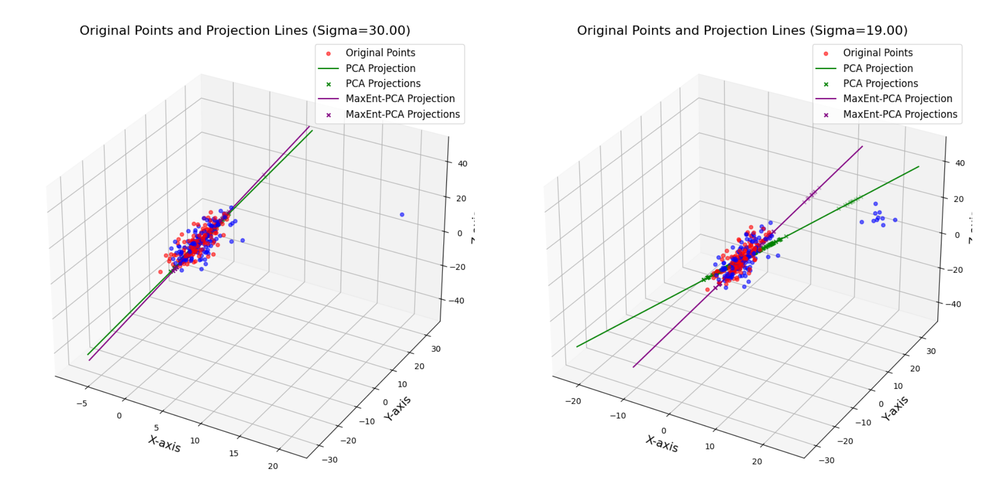 Original Points and Projection Lines (Sigma=30.00)
Original Points
PCA Projection
PCA Projections
MaxEnt-PCA Projection
MaxEnt-PCA Projections
40
20
0
−20
−40
30
20
10
0
−10
−20
−30
Y-axis
−5
0
5
10
15
20
X-axis
Original Points and Projection Lines (Sigma=19.00)
Original Points
PCA Projection
PCA Projections
MaxEnt-PCA Projection
MaxEnt-PCA Projections
40
20
0
−20
−40
30
20
10
0
−10
−20
−30
Y-axis
−20
−10
0
10
20
X-axis